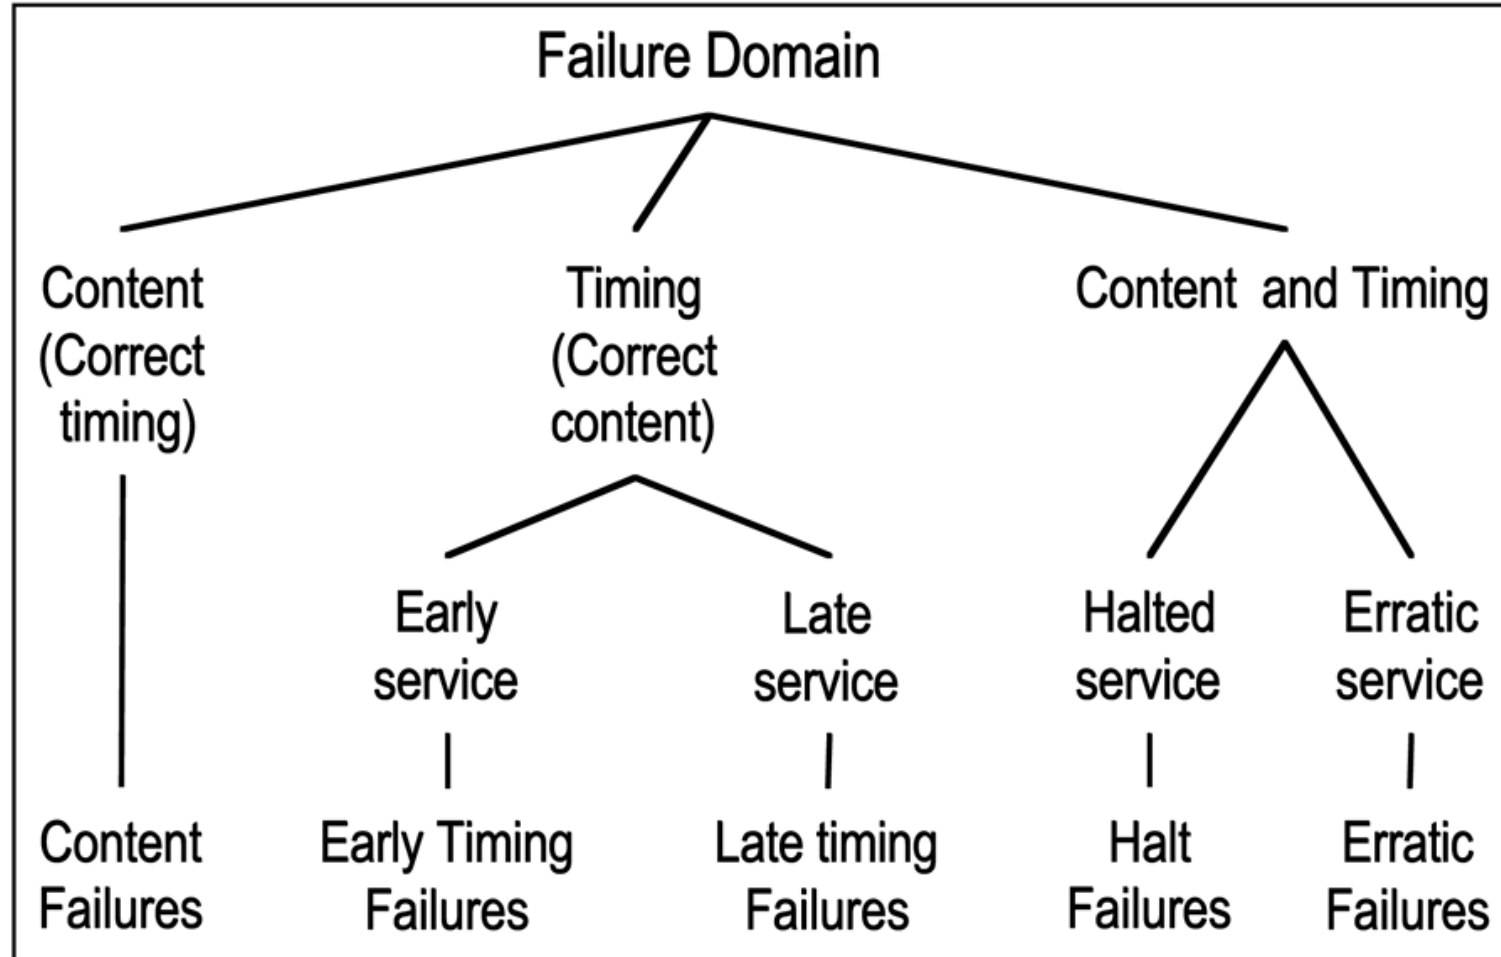 Failure Domain
Content
(Correct
timing)
Timing
(Correct
content)
Content and Timing
Early
service
Late
service
Halted
service
Erratic
service
Content
Failures
Early Timing
Failures
Late timing
Failures
Halt
Failures
Erratic
Failures